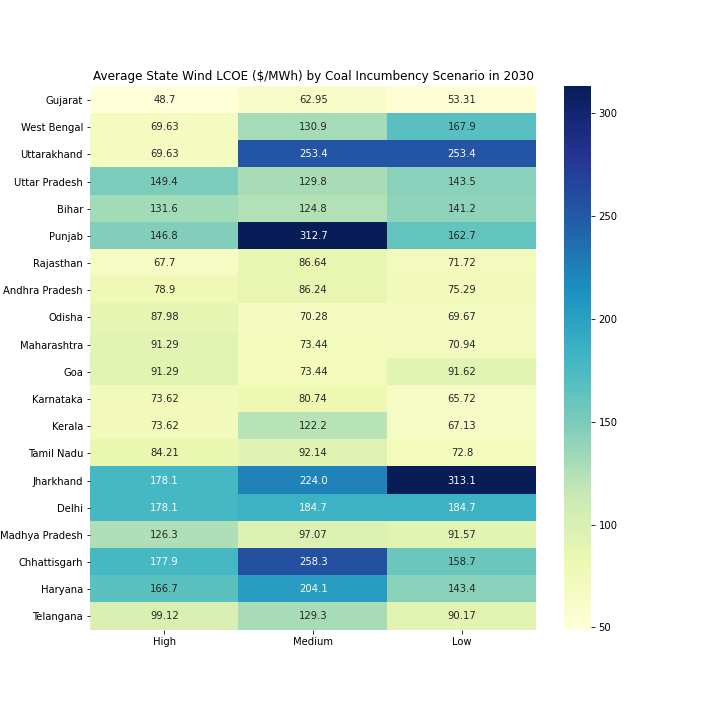 Average State Wind LCOE ($/MWh) by Coal Incumbency Scenario in 2030
Gujarat 48.7 62.95 53.31
West Bengal 69.63 130.9 167.9
Uttarakhand 69.63 253.4 253.4
Uttar Pradesh 149.4 129.8 143.5
Bihar 131.6 124.8 141.2
Punjab 146.8 312.7 162.7
Rajasthan 67.7 86.64 71.72
Andhra Pradesh 78.9 86.24 75.29
Odisha 87.98 70.28 69.67
Maharashtra 91.29 73.44 70.94
Goa 91.29 73.44 91.62
Karnataka 73.62 80.74 65.72
Kerala 73.62 122.2 67.13
Tamil Nadu 84.21 92.14 72.8
Jharkhand 178.1 224.0 313.1
Delhi 178.1 184.7 184.7
Madhya Pradesh 126.3 97.07 91.57
Chhattisgarh 177.9 258.3 158.7
Haryana 166.7 204.1 143.4
Telangana 99.12 129.3 90.17
High Medium Low
300
250
200
150
100
50